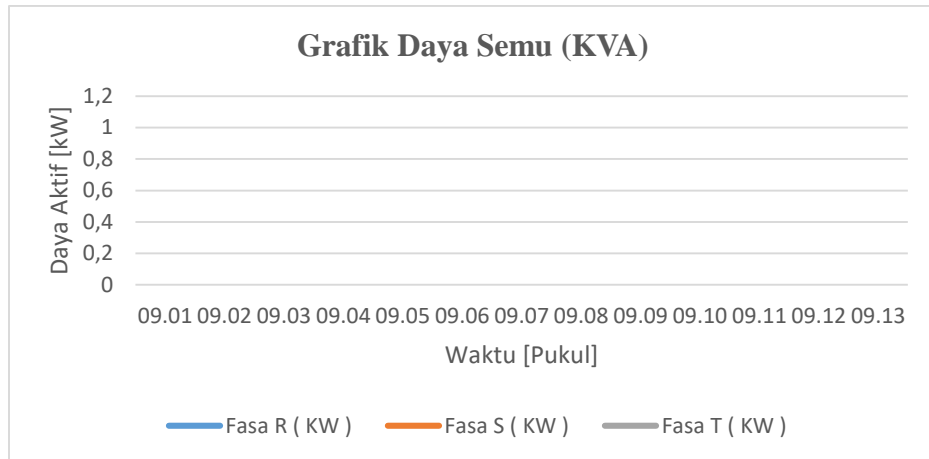 Grafik Daya Semu (KVA)
Daya Aktif [kW]
1,2
1
0,8
0,6
0,4
0,2
0
09.01 09.02 09.03 09.04 09.05 09.06 09.07 09.08 09.09 09.10 09.11 09.12 09.13
Waktu [Pukul]
Fasa R ( KW ) Fasa S ( KW ) Fasa T ( KW )